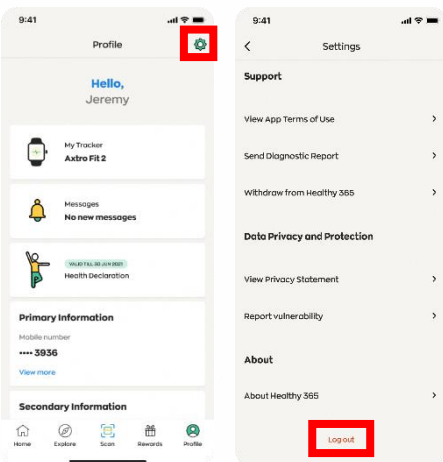 9:41
Profile
Hello,
Jeremy
My Tracker
Axtro Fit 2
Messages
No new messages
VALID TILL 30 JUN 2021
Health Declaration
Primary Information
Mobile number
•••• 3936
View more
Secondary Information
Home
Explore
Scan
Rewards
Profile
9:41
Settings
Support
View App Terms of Use
Send Diagnostic Report
Withdraw from Healthy 365
Data Privacy and Protection
View Privacy Statement
Report vulnerability
About
About Healthy 365
Log out